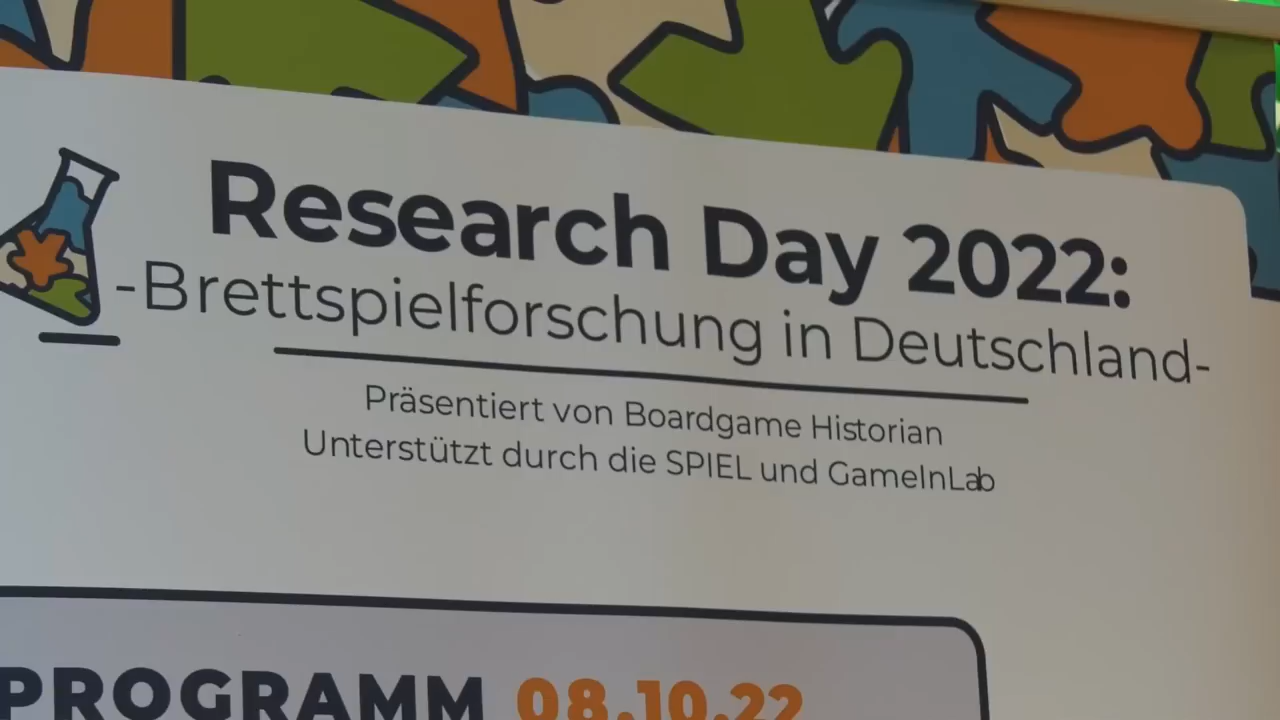 Research Day 2022:
-Brettspielforschung in Deutschland-
Präsentiert von Boardgame Historian
Unterstützt durch die SPIEL und GameInLab
PROGRAMM 08.10.22